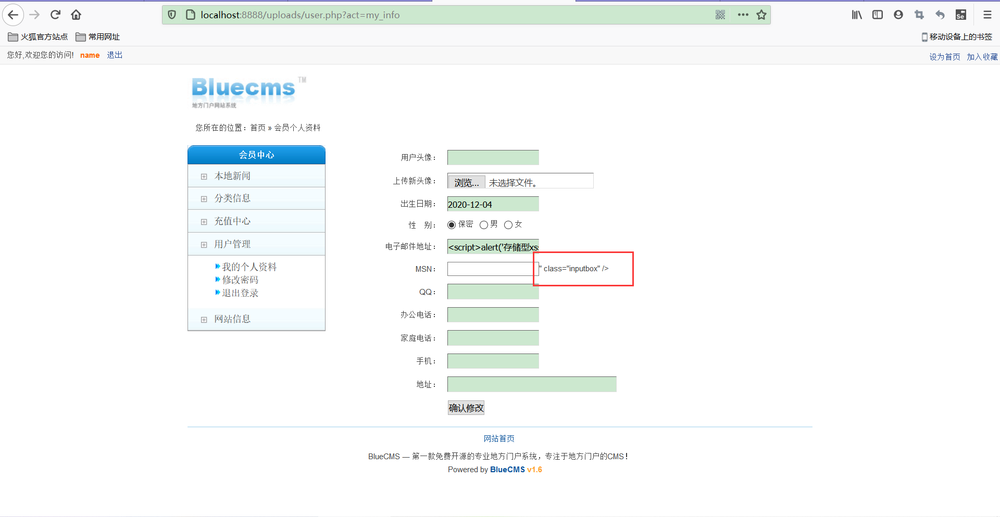 localhost:8888/uploads/user.php?act=my_info
Se
火狐官方站点 常用网址 移动设备上的书签
您好,欢迎您的访问! name 退出 设为首页 加入收藏
Bluecms TM
地方门户网站系统
您所在的位置：首页 » 会员个人资料
会员中心
本地新闻
分类信息
充值中心
用户管理
我的个人资料
修改密码
退出登录
网站信息
用户头像：
上传新头像： 浏览... 未选择文件。
出生日期： 2020-12-04
性 别： 保密 男 女
电子邮件地址： <script>alert('存储型xs
MSN： " class="inputbox" />
QQ：
办公电话：
家庭电话：
手机：
地址：
确认修改
网站首页
BlueCMS — 第一款免费开源的专业地方门户系统，专注于地方门户的CMS！
Powered by BlueCMS v1.6